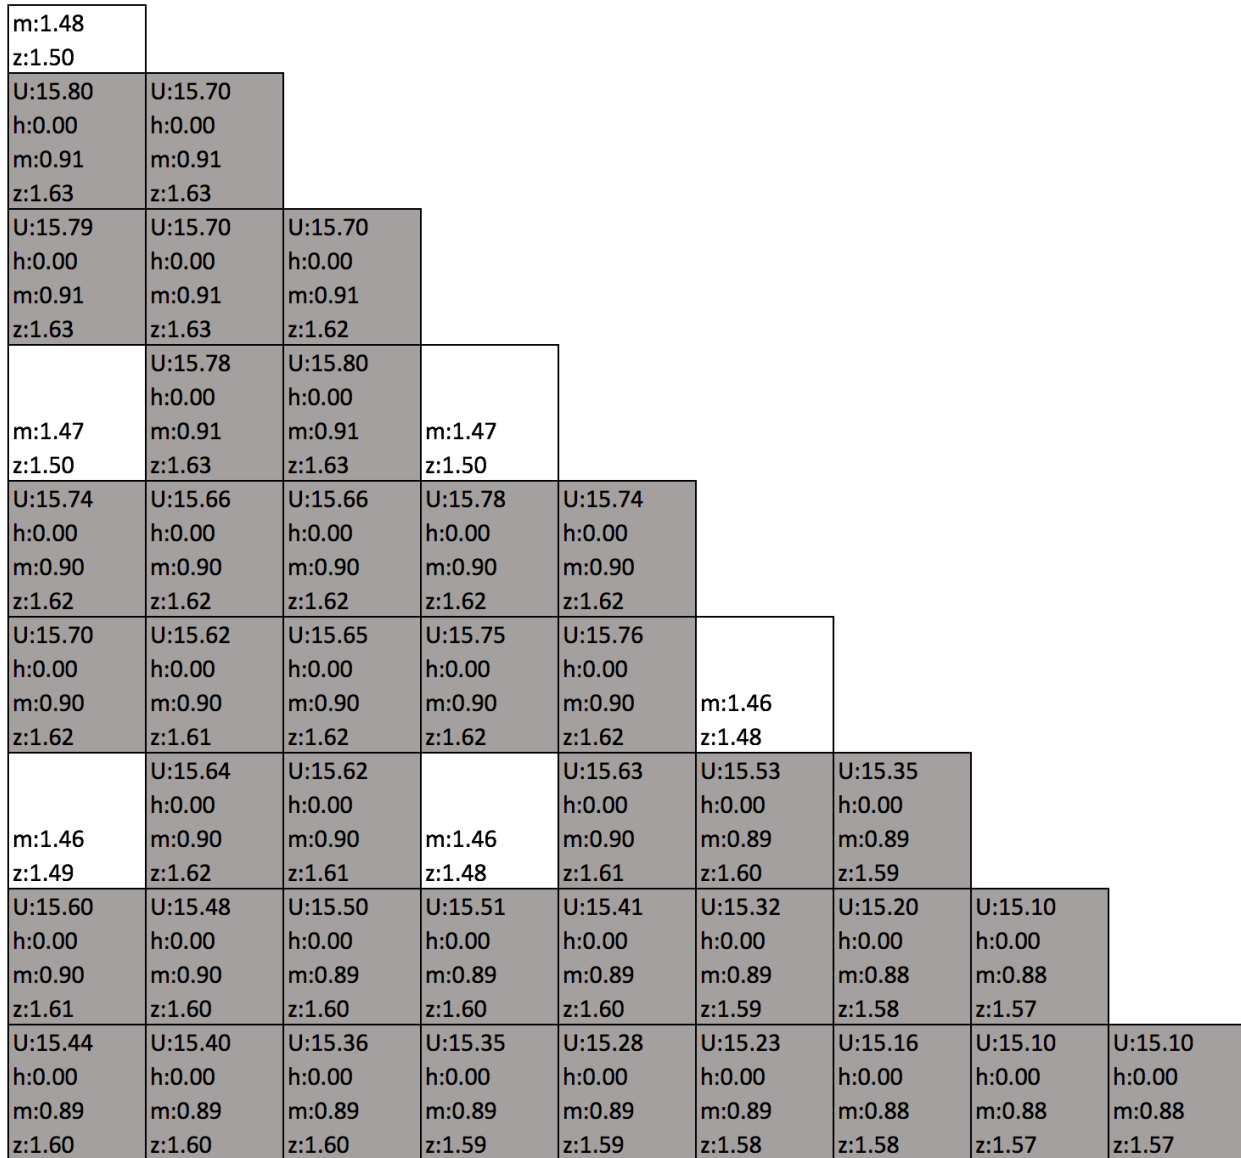 m:1.48
z:1.50
U:15.80 U:15.70
h:0.00 h:0.00
m:0.91 m:0.91
z:1.63 z:1.63
U:15.79 U:15.70 U:15.70
h:0.00 h:0.00 h:0.00
m:0.91 m:0.91 m:0.91
z:1.63 z:1.63 z:1.62
U:15.78 U:15.80
h:0.00 h:0.00
m:1.47 m:0.91 m:0.91 m:1.47
z:1.50 z:1.63 z:1.63 z:1.50
U:15.74 U:15.66 U:15.66 U:15.78 U:15.74
h:0.00 h:0.00 h:0.00 h:0.00 h:0.00
m:0.90 m:0.90 m:0.90 m:0.90 m:0.90
z:1.62 z:1.62 z:1.62 z:1.62 z:1.62
U:15.70 U:15.62 U:15.65 U:15.75 U:15.76
h:0.00 h:0.00 h:0.00 h:0.00 h:0.00
m:0.90 m:0.90 m:0.90 m:0.90 m:0.90 m:1.46
z:1.62 z:1.61 z:1.62 z:1.62 z:1.62 z:1.48
U:15.64 U:15.62 U:15.63 U:15.53 U:15.35
h:0.00 h:0.00 h:0.00 h:0.00 h:0.00
m:1.46 m:0.90 m:0.90 m:1.46 m:0.90 m:0.89 m:0.89
z:1.49 z:1.62 z:1.61 z:1.48 z:1.61 z:1.60 z:1.59
U:15.60 U:15.48 U:15.50 U:15.51 U:15.41 U:15.32 U:15.20 U:15.10
h:0.00 h:0.00 h:0.00 h:0.00 h:0.00 h:0.00 h:0.00 h:0.00
m:0.90 m:0.90 m:0.89 m:0.89 m:0.89 m:0.89 m:0.88 m:0.88
z:1.61 z:1.60 z:1.60 z:1.60 z:1.60 z:1.59 z:1.58 z:1.57
U:15.44 U:15.40 U:15.36 U:15.35 U:15.28 U:15.23 U:15.16 U:15.10 U:15.10
h:0.00 h:0.00 h:0.00 h:0.00 h:0.00 h:0.00 h:0.00 h:0.00 h:0.00
m:0.89 m:0.89 m:0.89 m:0.89 m:0.89 m:0.89 m:0.88 m:0.88 m:0.88
z:1.60 z:1.60 z:1.60 z:1.59 z:1.59 z:1.58 z:1.58 z:1.57 z:1.57